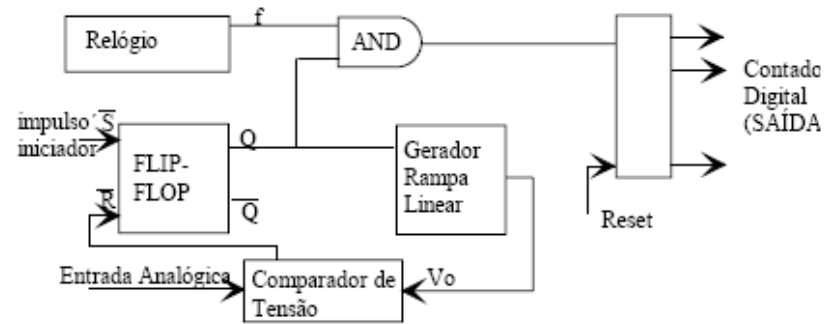 f
Relógio
AND
impulso S̅
iniciador
FLIP-
FLOP
R̅
Q
Q̅
Gerador
Rampa
Linear
Contado
Digital
(SAÍDA
Reset
Entrada Analógica
Comparador de
Tensão
Vo